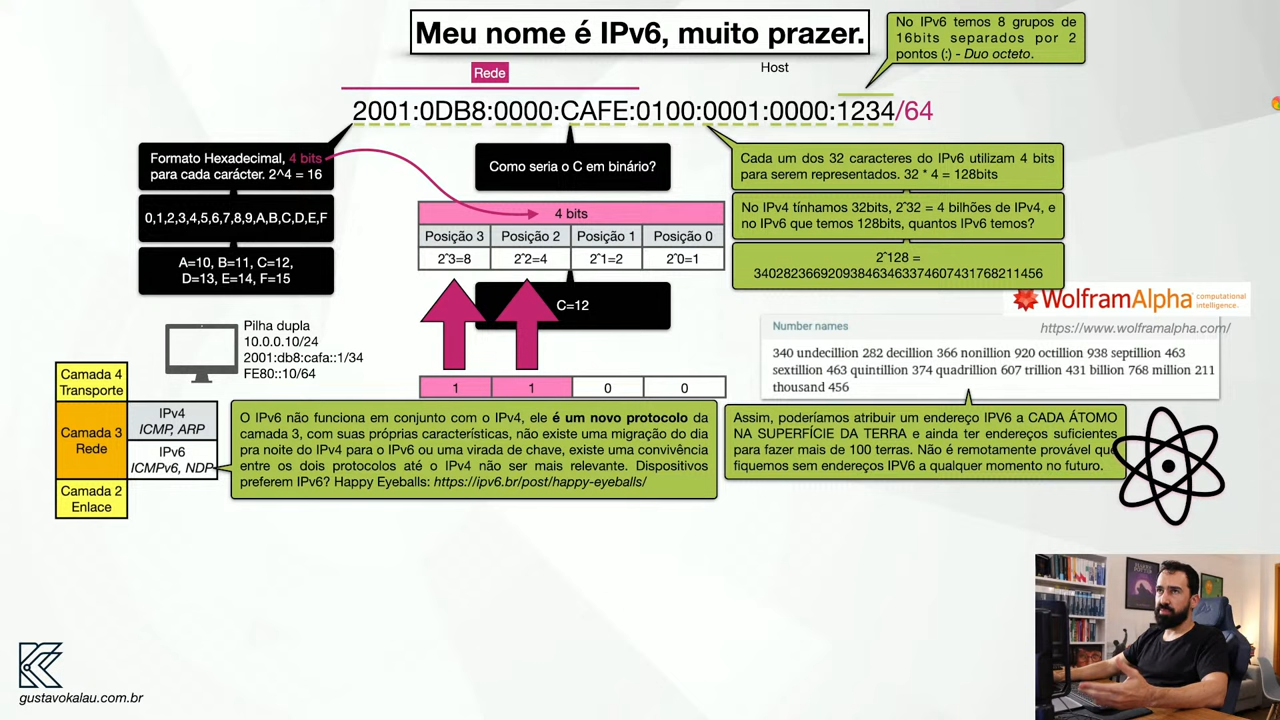 Meu nome é IPv6, muito prazer.
No IPv6 temos 8 grupos de
16bits separados por 2
pontos (:) - Duo octeto.
Rede
Host
2001:0DB8:0000:CAFE:0100:0001:0000:1234/64
Formato Hexadecimal, 4 bits
para cada carácter. 2^4 = 16
0,1,2,3,4,5,6,7,8,9,A,B,C,D,E,F
A=10, B=11, C=12,
D=13, E=14, F=15
Como seria o C em binário?
4 bits
Posição 3 Posição 2 Posição 1 Posição 0
2^3=8 2^2=4 2^1=2 2^0=1
C=12
1 1 0 0
Cada um dos 32 caracteres do IPv6 utilizam 4 bits
para serem representados. 32 * 4 = 128bits
No IPv4 tínhamos 32bits, 2^32 = 4 bilhões de IPv4, e
no IPv6 que temos 128bits, quantos IPv6 temos?
2^128 =
340282366920938463463374607431768211456
WolframAlpha computational
intelligence.
https://www.wolframalpha.com/
Number names
340 undecillion 282 decillion 366 nonillion 920 octillion 938 septillion 463
sextillion 463 quintillion 374 quadrillion 607 trillion 431 billion 768 million 211
thousand 456
Pilha dupla
10.0.0.10/24
2001:db8:cafa::1/34
FE80::10/64
Camada 4
Transporte
Camada 3
Rede
Camada 2
Enlace
IPv4
ICMP, ARP
IPv6
ICMPv6, NDP
O IPv6 não funciona em conjunto com o IPv4, ele é um novo protocolo da
camada 3, com suas próprias características, não existe uma migração do dia
pra noite do IPv4 para o IPv6 ou uma virada de chave, existe uma convivência
entre os dois protocolos até o IPv4 não ser mais relevante. Dispositivos
preferem IPv6? Happy Eyeballs: https://ipv6.br/post/happy-eyeballs/
Assim, poderíamos atribuir um endereço IPV6 a CADA ÁTOMO
NA SUPERFÍCIE DA TERRA e ainda ter endereços suficientes
para fazer mais de 100 terras. Não é remotamente provável que
fiquemos sem endereços IPV6 a qualquer momento no futuro.
gustavokalau.com.br